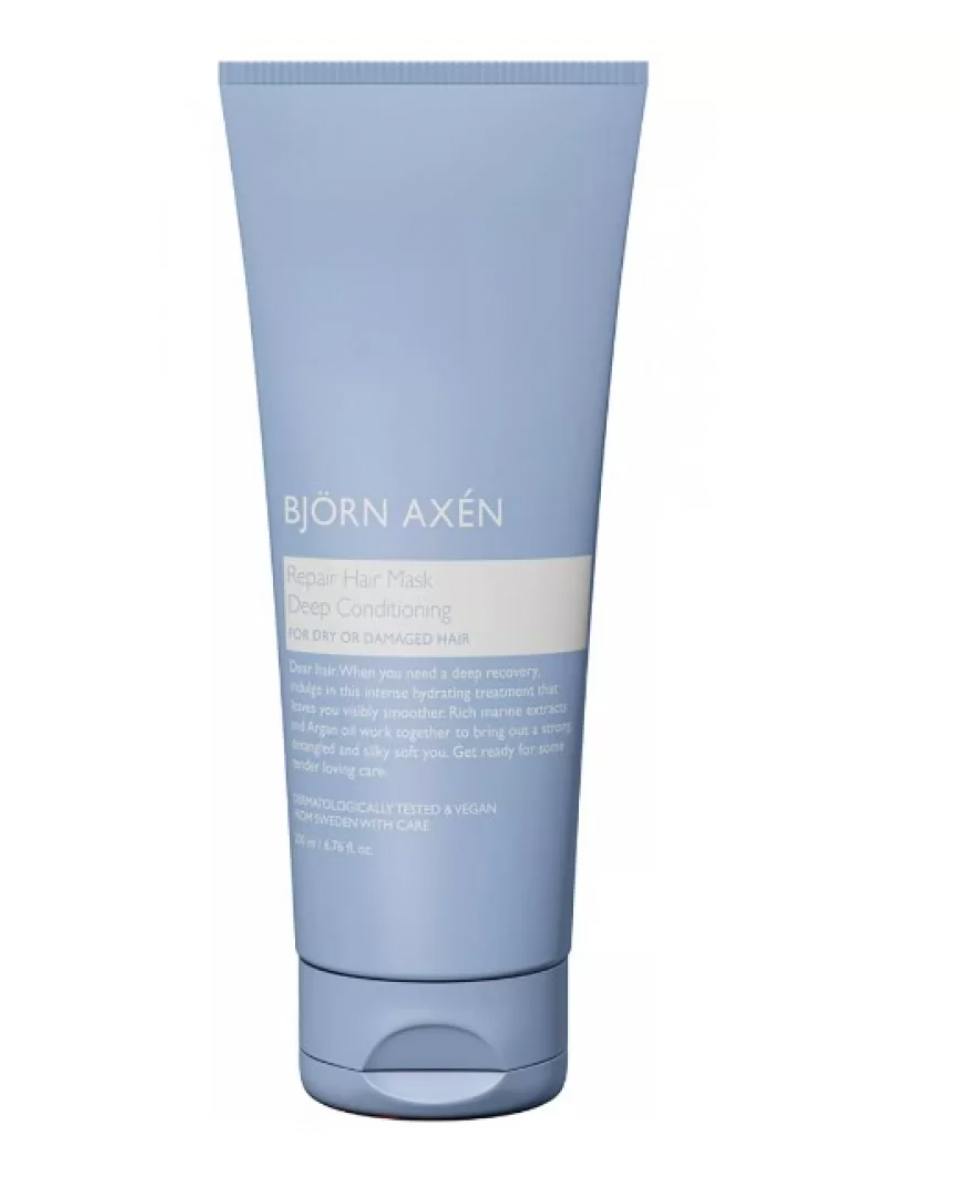 BJÖRN AXÉN
Repair Hair Mask
Deep Conditioning
FOR DRY OR DAMAGED HAIR
Dear hair. When you need a deep recovery,
indulge in this intense hydrating treatment that
leaves you visibly smoother. Rich marine extracts
and Argan oil work together to bring out a strong,
detangled and silky soft you. Get ready for some
tender loving care.
DERMATOLOGICALLY TESTED & VEGAN
FROM SWEDEN WITH CARE
200 ml / 6.76 fl. oz.